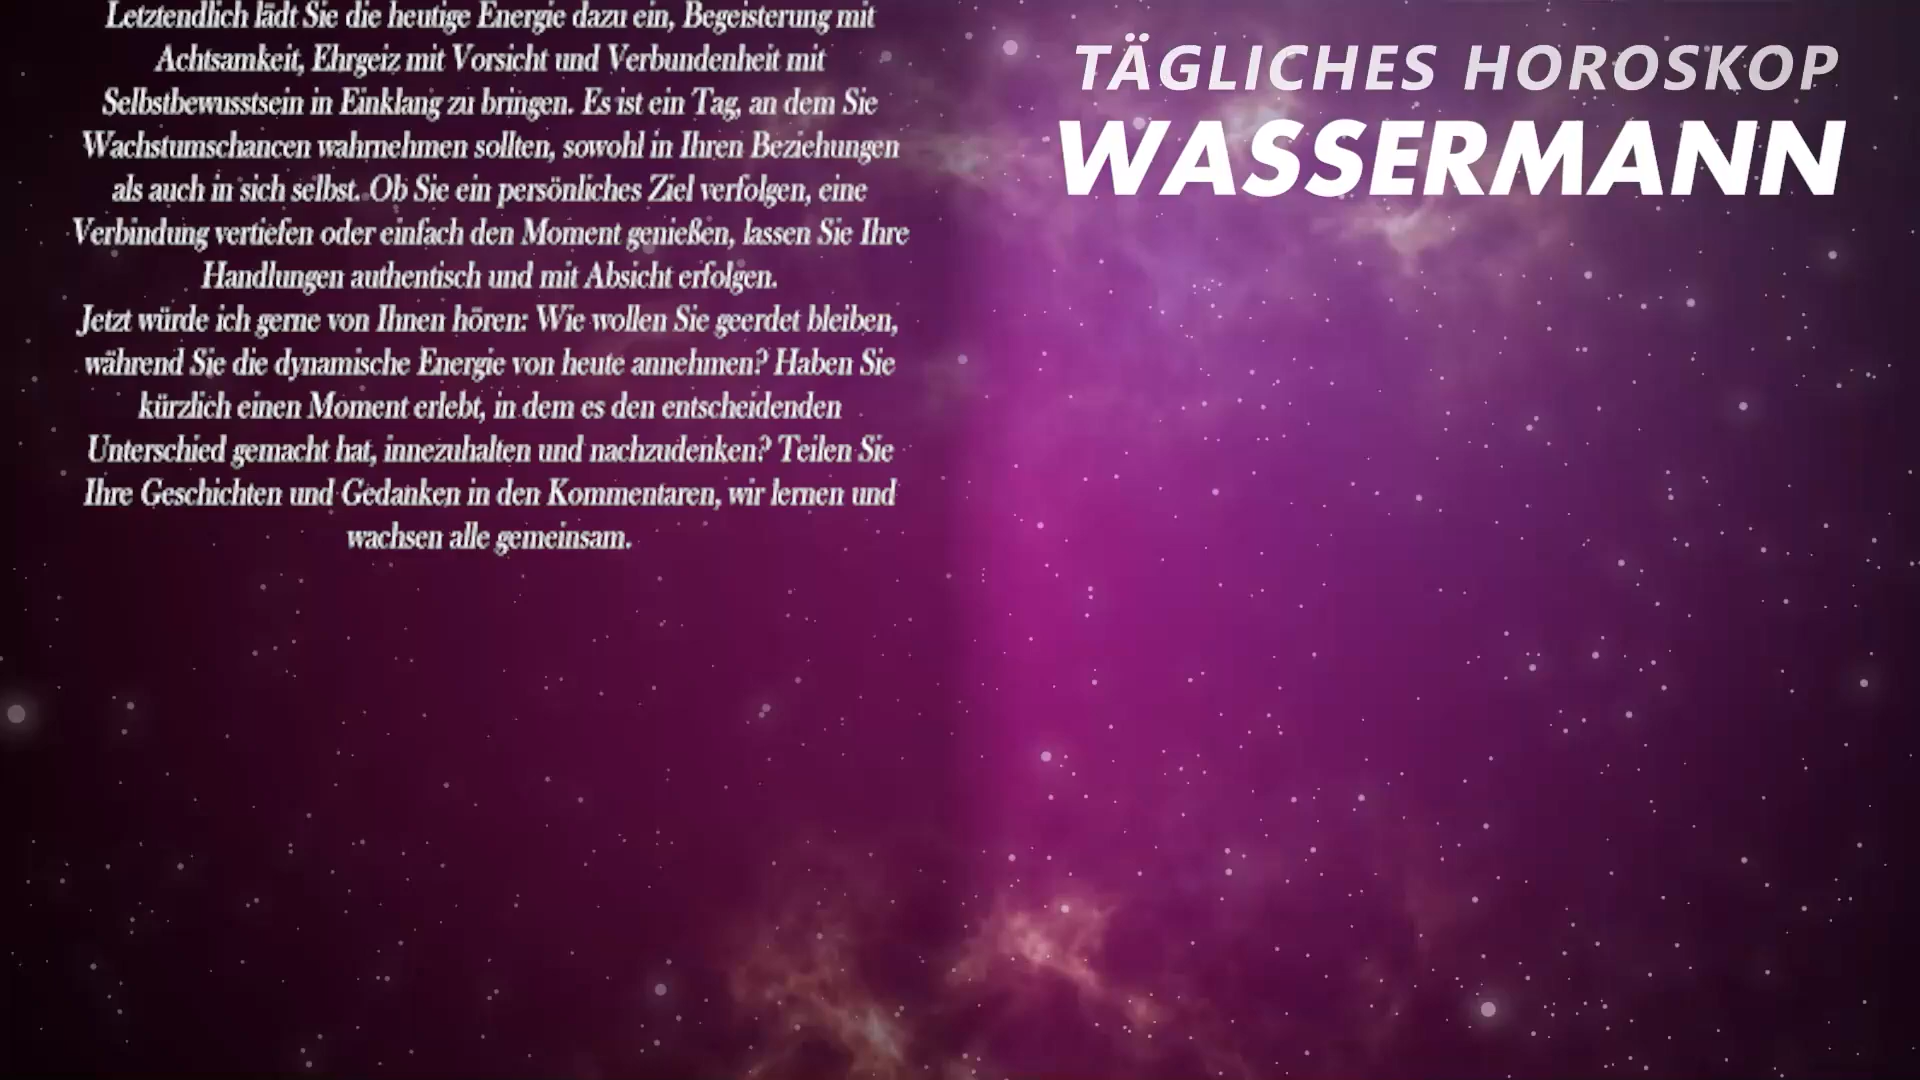 Letztendlich lädt Sie die heutige Energie dazu ein, Begeisterung mit
Achtsamkeit, Ehrgeiz mit Vorsicht und Verbundenheit mit
Selbstbewusstsein in Einklang zu bringen. Es ist ein Tag, an dem Sie
Wachstumschancen wahrnehmen sollten, sowohl in Ihren Beziehungen
als auch in sich selbst. Ob Sie ein persönliches Ziel verfolgen, eine
Verbindung vertiefen oder einfach den Moment genießen, lassen Sie Ihre
Handlungen authentisch und mit Absicht erfolgen.
Jetzt würde ich gerne von Ihnen hören: Wie wollen Sie geerdet bleiben,
während Sie die dynamische Energie von heute annehmen? Haben Sie
kürzlich einen Moment erlebt, in dem es den entscheidenden
Unterschied gemacht hat, innezuhalten und nachzudenken? Teilen Sie
Ihre Geschichten und Gedanken in den Kommentaren, wir lernen und
wachsen alle gemeinsam.
TÄGLICHES HOROSKOP
WASSERMANN